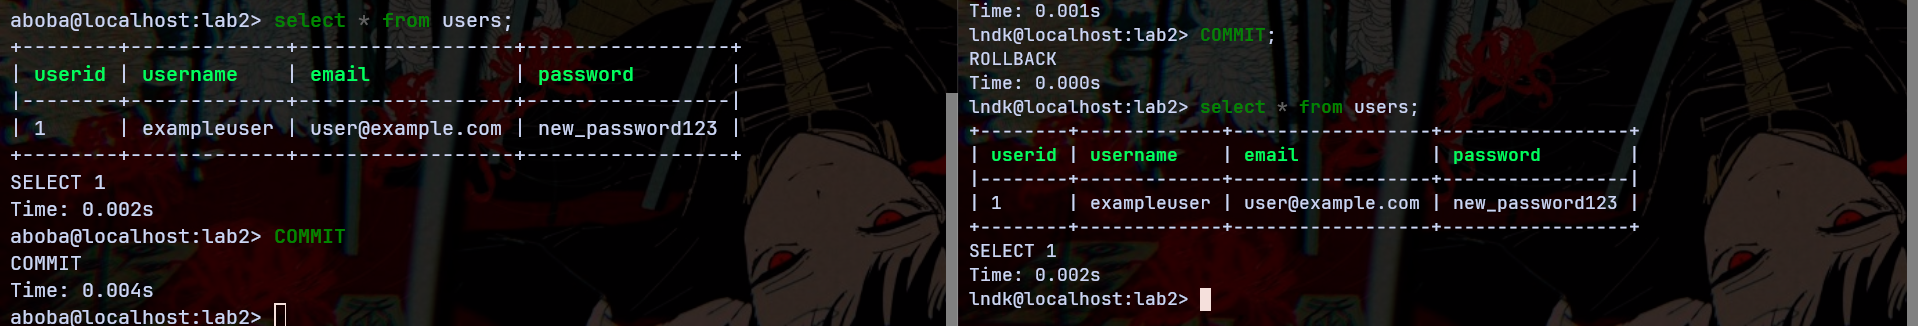 aboba@localhost:lab2> select * from users;
+--------+-------------+------------------+-----------------+
| userid | username    | email            | password        |
|--------+-------------+------------------+-----------------|
| 1      | exampleuser | user@example.com | new_password123 |
+--------+-------------+------------------+-----------------+
SELECT 1
Time: 0.002s
aboba@localhost:lab2> COMMIT
COMMIT
Time: 0.004s
aboba@localhost:lab2>
Time: 0.001s
lndk@localhost:lab2> COMMIT;
ROLLBACK
Time: 0.000s
lndk@localhost:lab2> select * from users;
+--------+-------------+------------------+-----------------+
| userid | username    | email            | password        |
|--------+-------------+------------------+-----------------|
| 1      | exampleuser | user@example.com | new_password123 |
+--------+-------------+------------------+-----------------+
SELECT 1
Time: 0.002s
lndk@localhost:lab2>